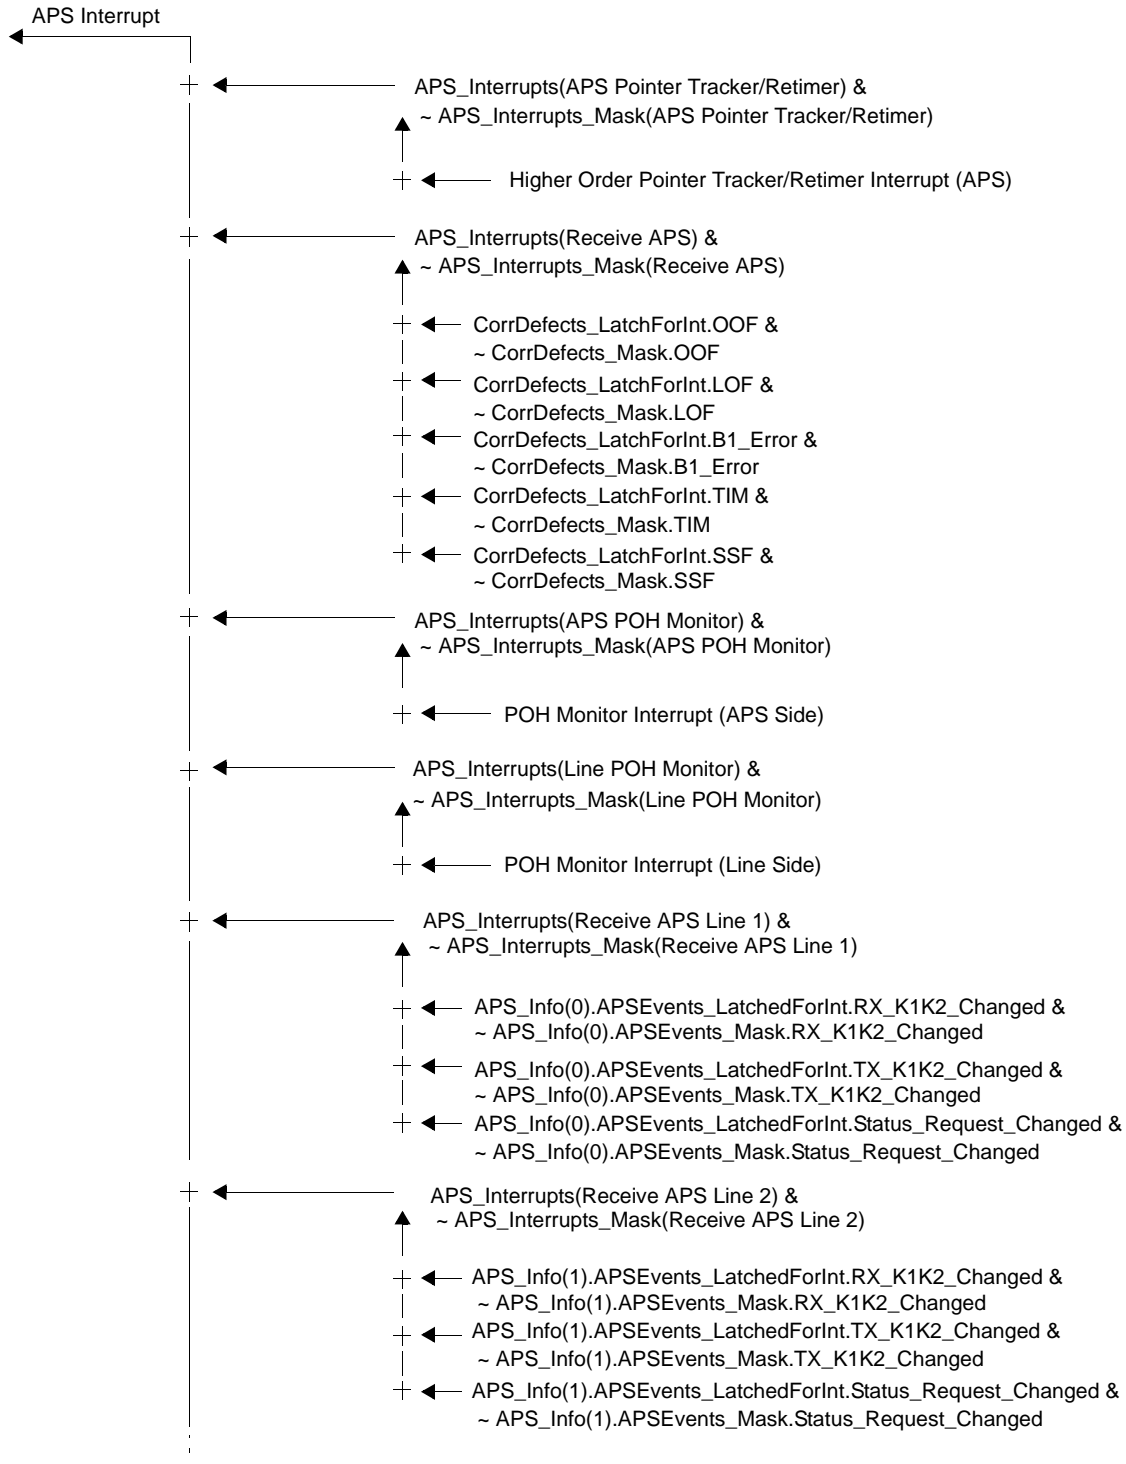 APS Interrupt
APS_Interrupts(APS Pointer Tracker/Retimer) &
~ APS_Interrupts_Mask(APS Pointer Tracker/Retimer)
Higher Order Pointer Tracker/Retimer Interrupt (APS)
APS_Interrupts(Receive APS) &
~ APS_Interrupts_Mask(Receive APS)
CorrDefects_LatchForInt.OOF &
~ CorrDefects_Mask.OOF
CorrDefects_LatchForInt.LOF &
~ CorrDefects_Mask.LOF
CorrDefects_LatchForInt.B1_Error &
~ CorrDefects_Mask.B1_Error
CorrDefects_LatchForInt.TIM &
~ CorrDefects_Mask.TIM
CorrDefects_LatchForInt.SSF &
~ CorrDefects_Mask.SSF
APS_Interrupts(APS POH Monitor) &
~ APS_Interrupts_Mask(APS POH Monitor)
POH Monitor Interrupt (APS Side)
APS_Interrupts(Line POH Monitor) &
~ APS_Interrupts_Mask(Line POH Monitor)
POH Monitor Interrupt (Line Side)
APS_Interrupts(Receive APS Line 1) &
~ APS_Interrupts_Mask(Receive APS Line 1)
APS_Info(0).APSEvents_LatchedForInt.RX_K1K2_Changed &
~ APS_Info(0).APSEvents_Mask.RX_K1K2_Changed
APS_Info(0).APSEvents_LatchedForInt.TX_K1K2_Changed &
~ APS_Info(0).APSEvents_Mask.TX_K1K2_Changed
APS_Info(0).APSEvents_LatchedForInt.Status_Request_Changed &
~ APS_Info(0).APSEvents_Mask.Status_Request_Changed
APS_Interrupts(Receive APS Line 2) &
~ APS_Interrupts_Mask(Receive APS Line 2)
APS_Info(1).APSEvents_LatchedForInt.RX_K1K2_Changed &
~ APS_Info(1).APSEvents_Mask.RX_K1K2_Changed
APS_Info(1).APSEvents_LatchedForInt.TX_K1K2_Changed &
~ APS_Info(1).APSEvents_Mask.TX_K1K2_Changed
APS_Info(1).APSEvents_LatchedForInt.Status_Request_Changed &
~ APS_Info(1).APSEvents_Mask.Status_Request_Changed